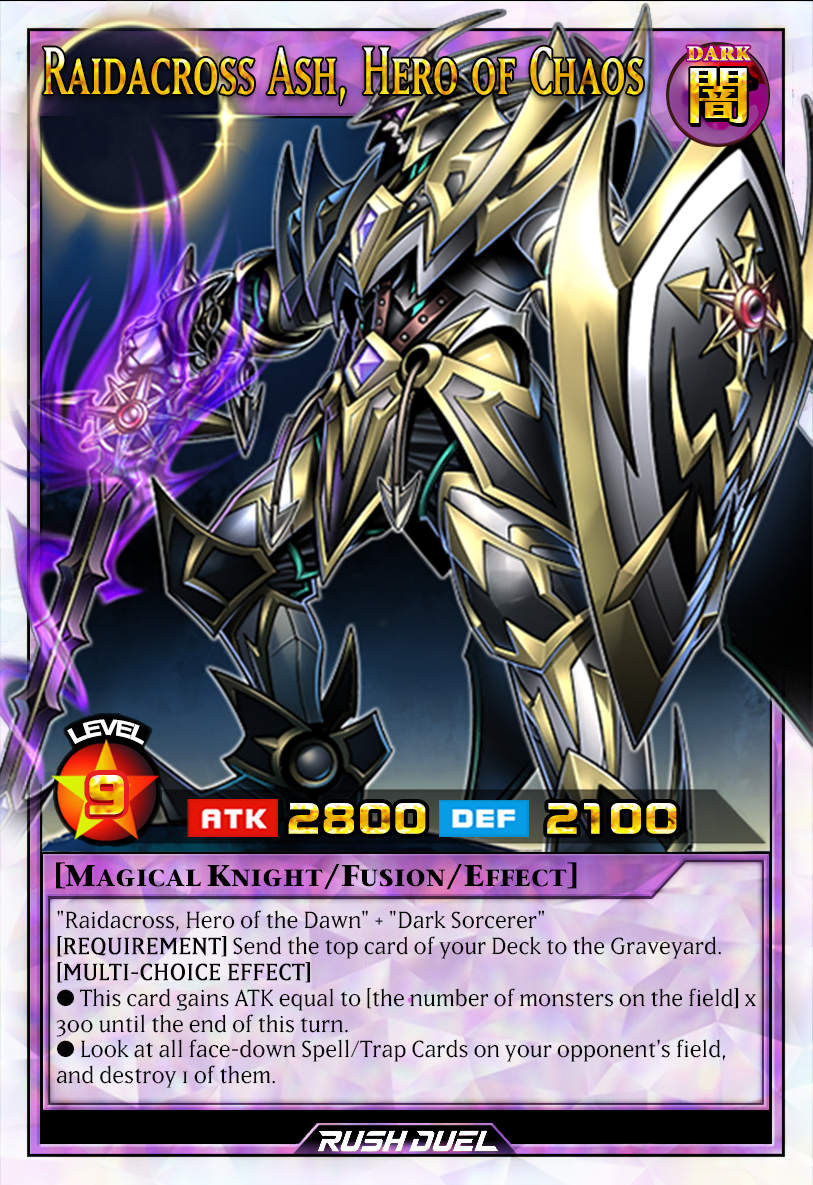 Raidacross Ash, Hero of Chaos
DARK
闇
LEVEL
9
ATK 2800 DEF 2100
[Magical Knight/Fusion/Effect]
"Raidacross, Hero of the Dawn" + "Dark Sorcerer"
[REQUIREMENT] Send the top card of your Deck to the Graveyard.
[MULTI-CHOICE EFFECT]
● This card gains ATK equal to [the number of monsters on the field] x
300 until the end of this turn.
● Look at all face-down Spell/Trap Cards on your opponent's field,
and destroy 1 of them.
RUSH DUEL